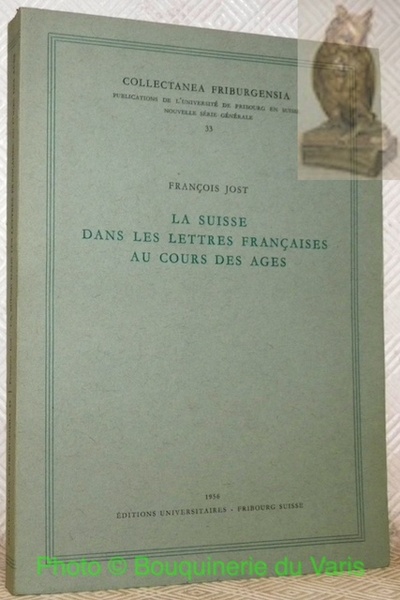 COLLECTANEA FRIBURGENSIA
PUBLICATIONS DE L'UNIVERSITÉ DE FRIBOURG EN SUISSE
NOUVELLE SÉRIE GÉNÉRALE
33
FRANÇOIS JOST
LA SUISSE
DANS LES LETTRES FRANÇAISES
AU COURS DES AGES
1956
ÉDITIONS UNIVERSITAIRES - FRIBOURG SUISSE
Photo © Bouquinerie du Varis